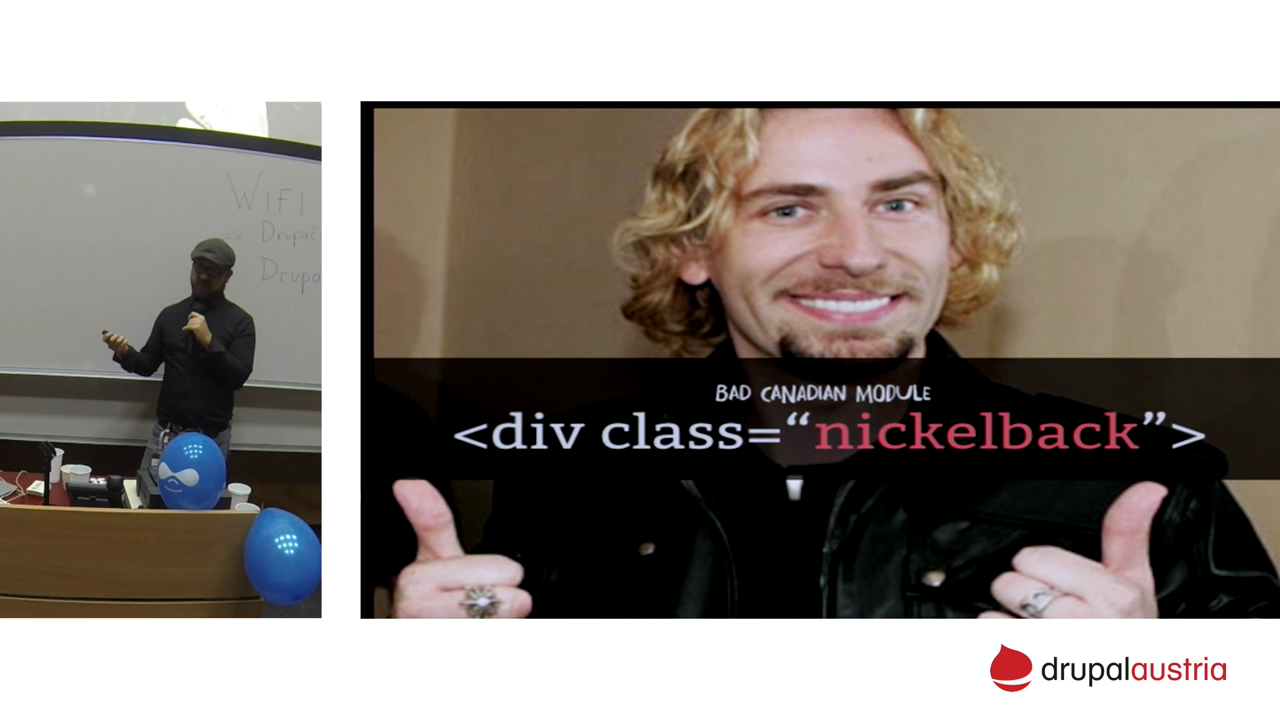 WIFI
Drupal
Drupa
BAD CANADIAN MODULE
<div class=“nickelback”>
drupalaustria